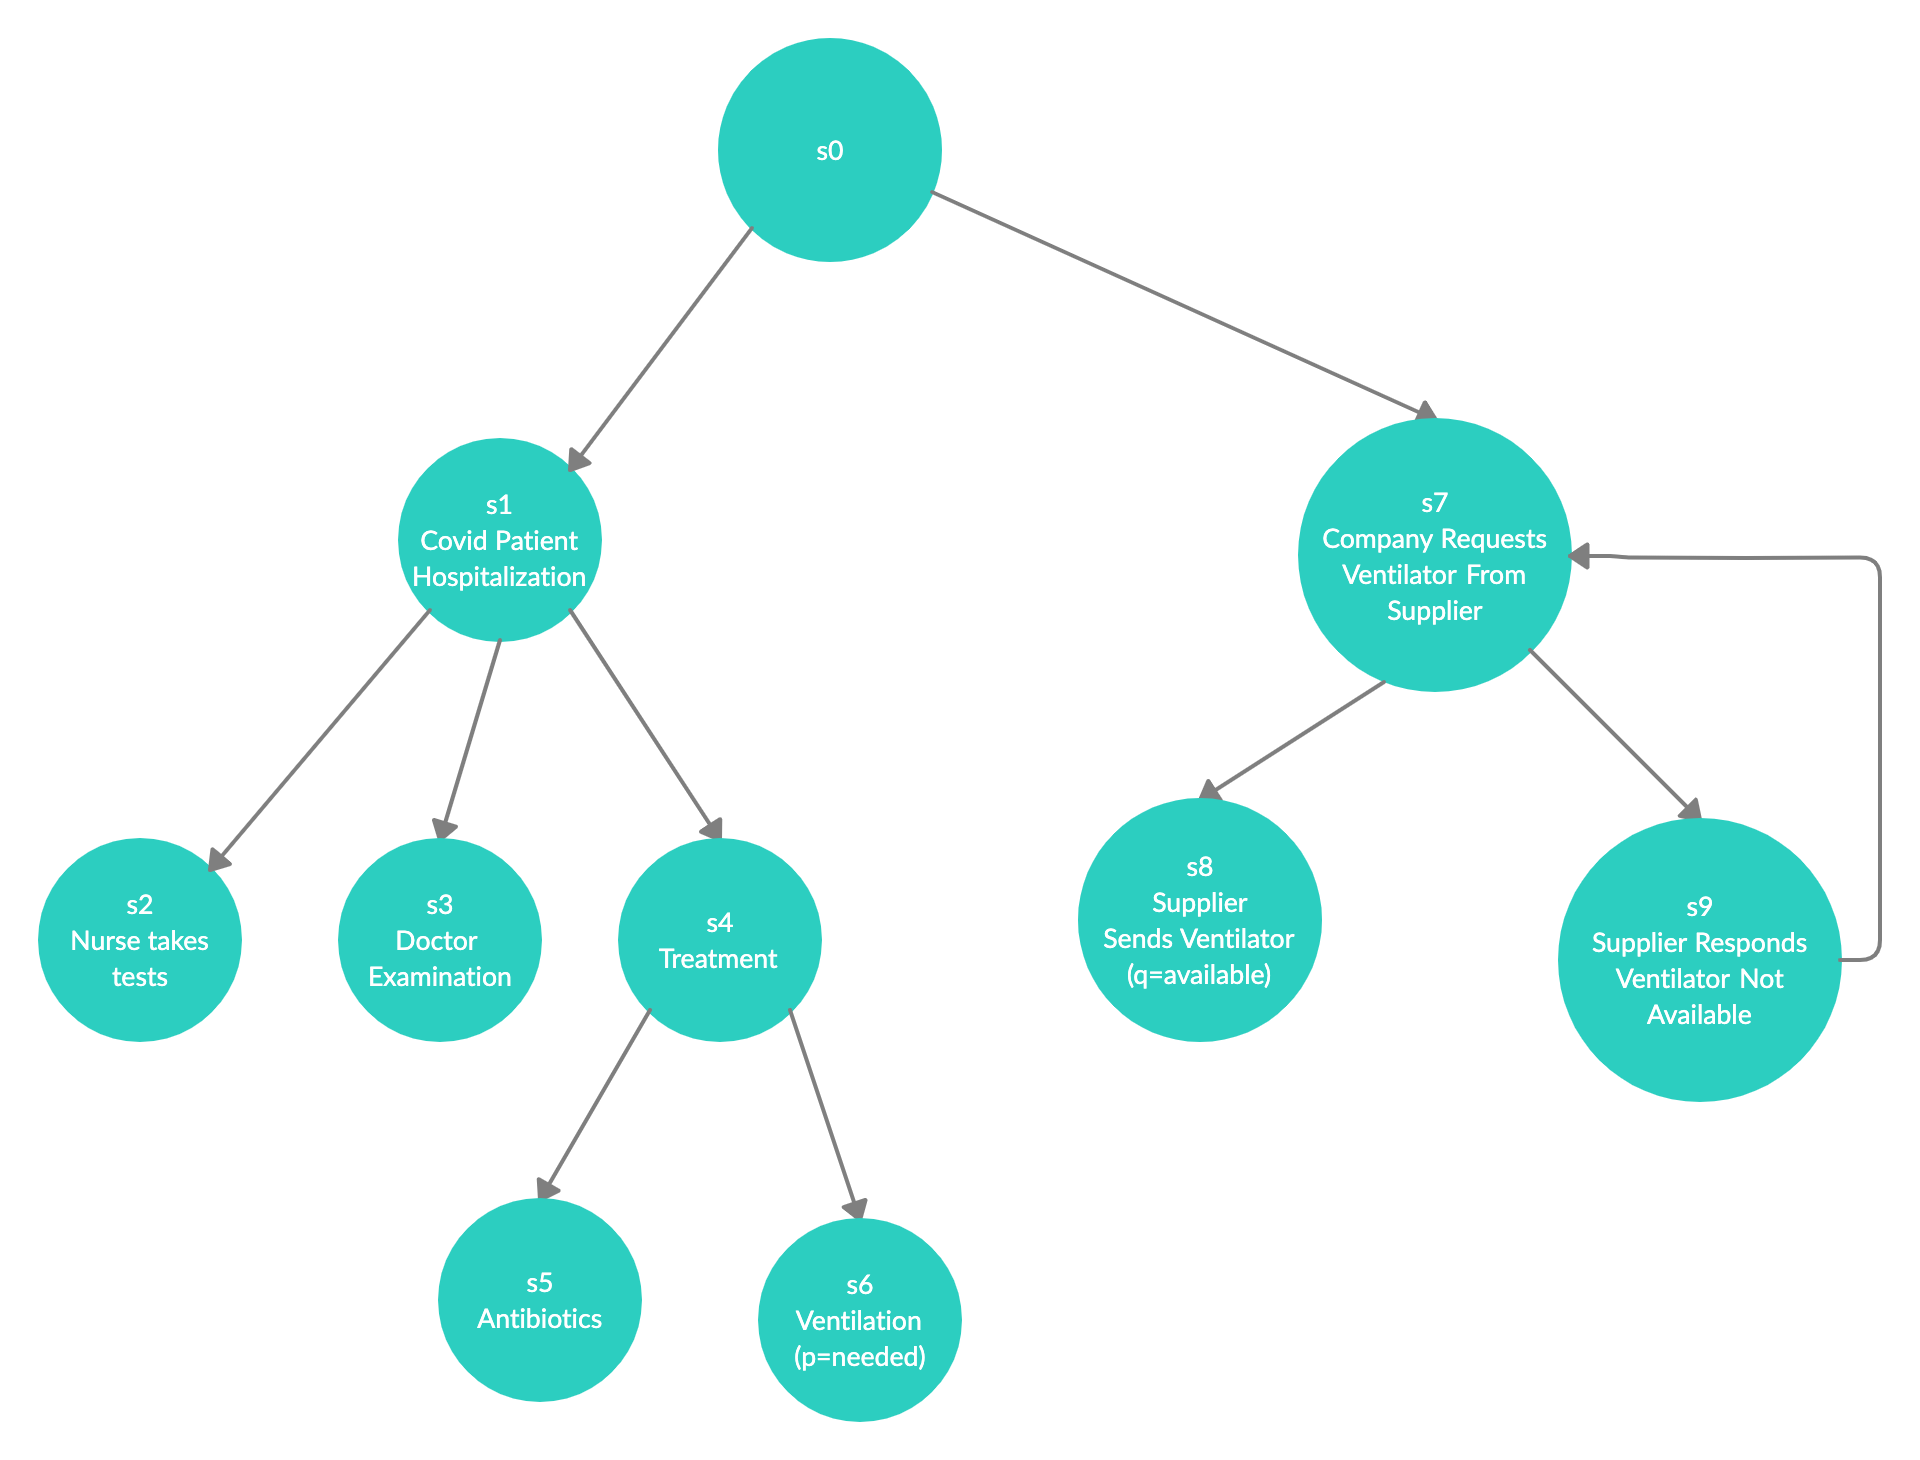 s0
s1
Covid Patient
Hospitalization
s7
Company Requests
Ventilator From
Supplier
s2
Nurse takes
tests
s3
Doctor
Examination
s4
Treatment
s8
Supplier
Sends Ventilator
(q=available)
s9
Supplier Responds
Ventilator Not
Available
s5
Antibiotics
s6
Ventilation
(p=needed)